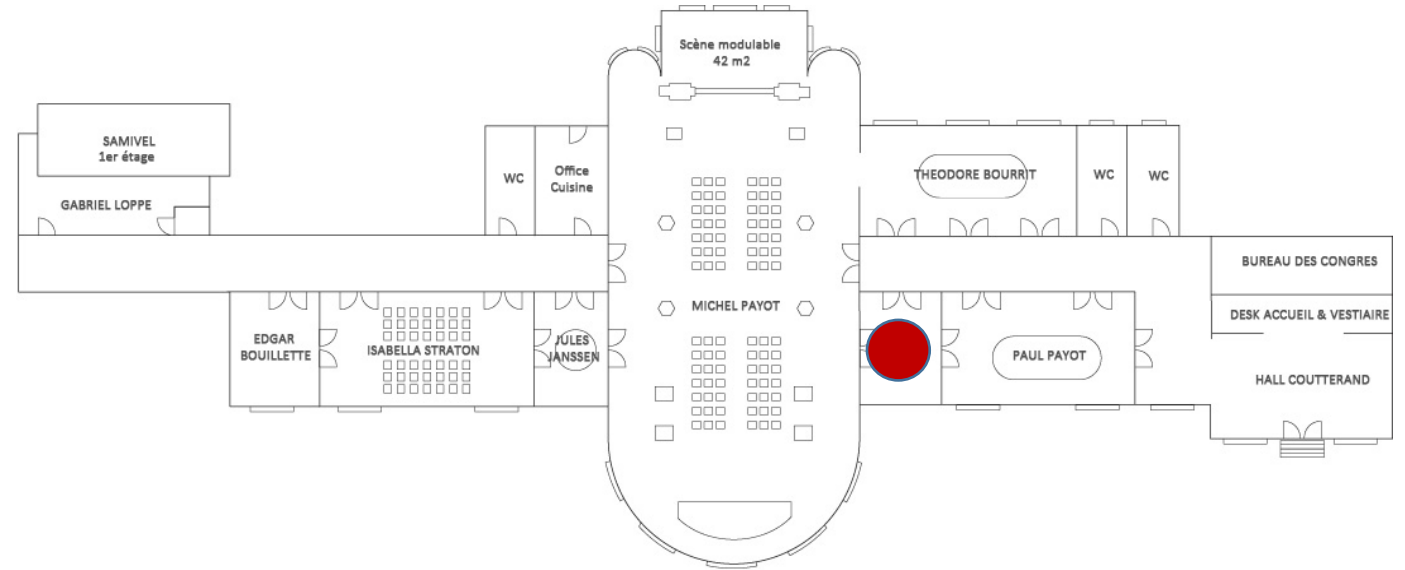 Scène modulable
42 m2
SAMIVEL
1er étage
GABRIEL LOPPE
WC
Office
Cuisine
THEODORE BOURRIT
WC
WC
BUREAU DES CONGRES
DESK ACCUEIL & VESTIAIRE
HALL COUTTERAND
MICHEL PAYOT
EDGAR
BOUILLETTE
ISABELLA STRATON
JULES
JANSSEN
PAUL PAYOT